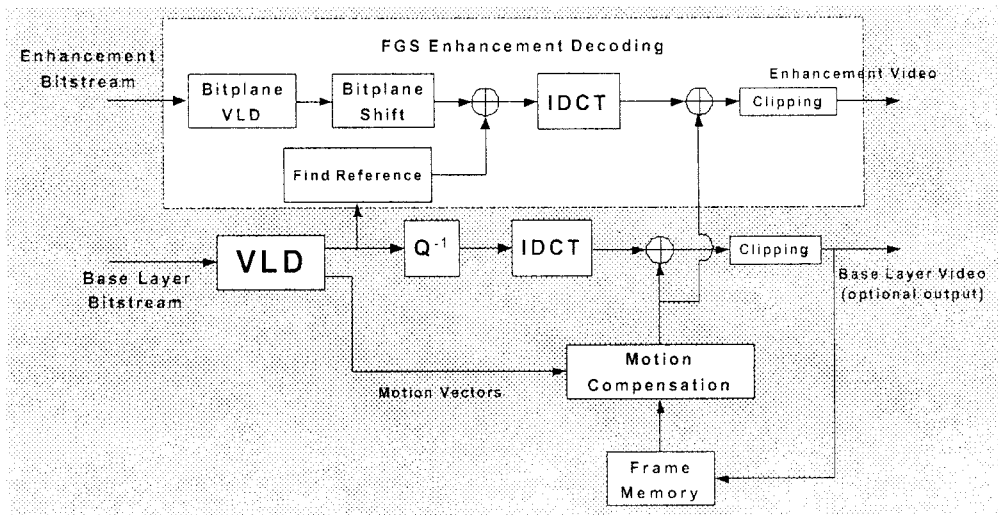 FGS Enhancement Decoding
Enhancement
Bitstream
Enhancement Video
Bitplane
VLD
Bitplane
Shift
IDCT
Clipping
Find Reference
VLD
Q-1
IDCT
Clipping
Base Layer
Bitstream
Base Layer Video
(optional output)
Motion
Compensation
Motion Vectors
Frame
Memory